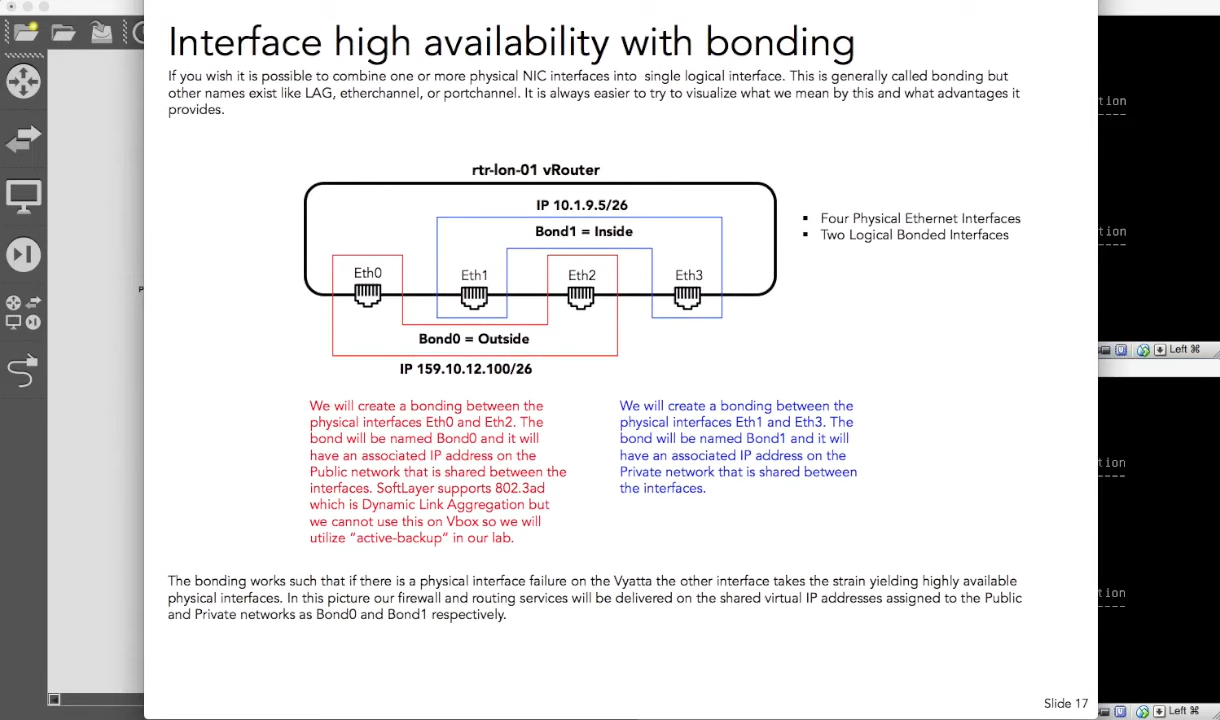 Interface high availability with bonding
If you wish it is possible to combine one or more physical NIC interfaces into single logical interface. This is generally called bonding but
other names exist like LAG, etherchannel, or portchannel. It is always easier to try to visualize what we mean by this and what advantages it
provides.
rtr-lon-01 vRouter
IP 10.1.9.5/26
Bond1 = Inside
Eth0
Eth1
Eth2
Eth3
Bond0 = Outside
IP 159.10.12.100/26
▪ Four Physical Ethernet Interfaces
▪ Two Logical Bonded Interfaces
We will create a bonding between the
physical interfaces Eth0 and Eth2. The
bond will be named Bond0 and it will
have an associated IP address on the
Public network that is shared between the
interfaces. SoftLayer supports 802.3ad
which is Dynamic Link Aggregation but
we cannot use this on Vbox so we will
utilize “active-backup” in our lab.
We will create a bonding between the
physical interfaces Eth1 and Eth3. The
bond will be named Bond1 and it will
have an associated IP address on the
Private network that is shared between
the interfaces.
The bonding works such that if there is a physical interface failure on the Vyatta the other interface takes the strain yielding highly available
physical interfaces. In this picture our firewall and routing services will be delivered on the shared virtual IP addresses assigned to the Public
and Private networks as Bond0 and Bond1 respectively.
Slide 17
P
tion
----
tion
----
Left ⌘
tion
----
tion
----
Left ⌘